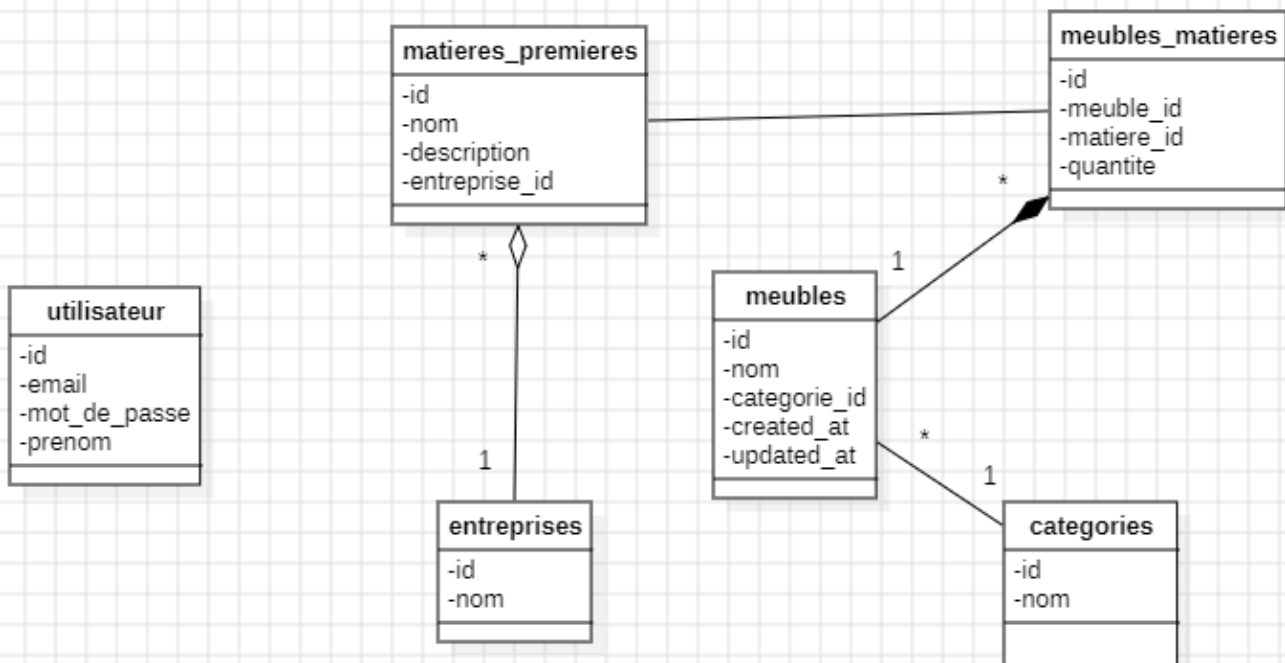 matieres_premieres
-id
-nom
-description
-entreprise_id
*
1
meubles_matieres
-id
-meuble_id
-matiere_id
-quantite
*
1
utilisateur
-id
-email
-mot_de_passe
-prenom
meubles
-id
-nom
-categorie_id
-created_at
-updated_at
*
1
entreprises
-id
-nom
categories
-id
-nom